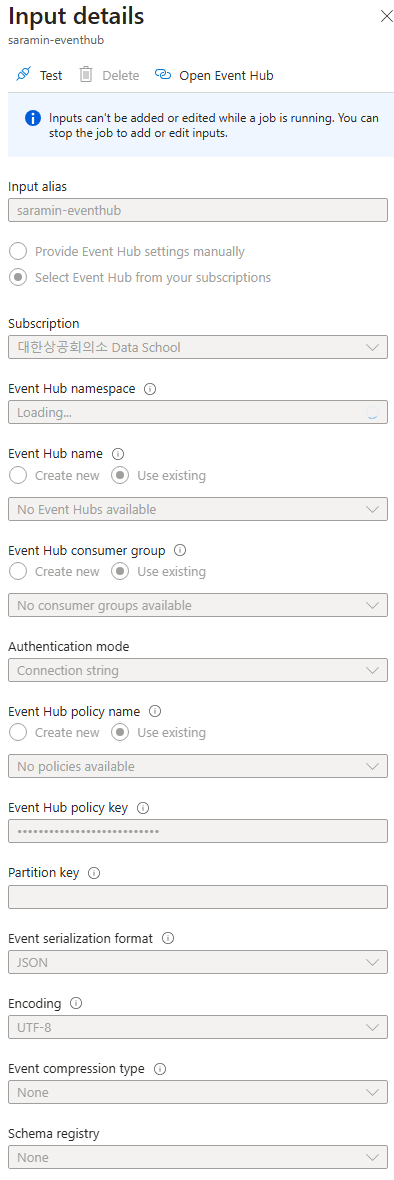 Input details
saramin-eventhub
Test Delete Open Event Hub
Inputs can't be added or edited while a job is running. You can
stop the job to add or edit inputs.
Input alias
saramin-eventhub
Provide Event Hub settings manually
Select Event Hub from your subscriptions
Subscription
대한상공회의소 Data School
Event Hub namespace
Loading...
Event Hub name
Create new Use existing
No Event Hubs available
Event Hub consumer group
Create new Use existing
No consumer groups available
Authentication mode
Connection string
Event Hub policy name
Create new Use existing
No policies available
Event Hub policy key
••••••••••••••••••••••••••••
Partition key
Event serialization format
JSON
Encoding
UTF-8
Event compression type
None
Schema registry
None